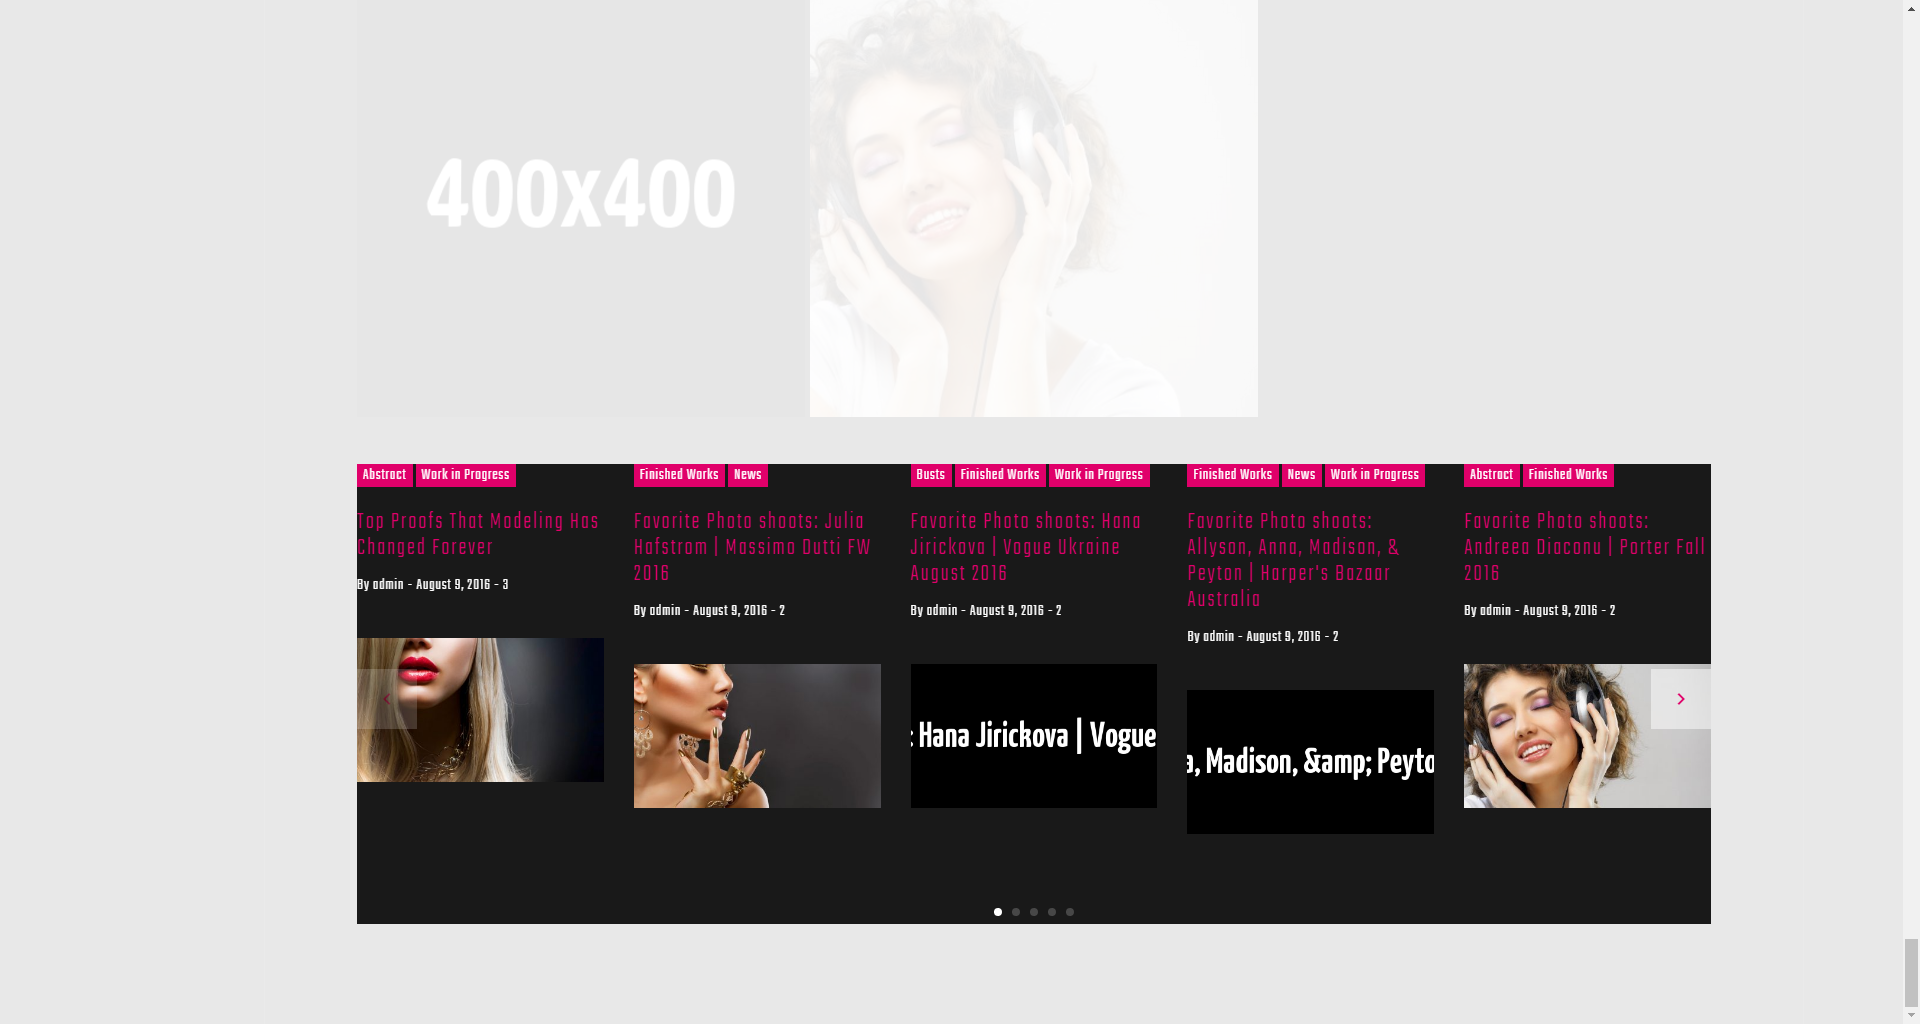 400x400
Abstract Work in Progress
Top Proofs That Modeling Has
Changed Forever
By admin - August 9, 2016 - 3
Finished Works News
Favorite Photo shoots: Julia
Hafstrom | Massimo Dutti FW
2016
By admin - August 9, 2016 - 2
Busts Finished Works Work in Progress
Favorite Photo shoots: Hana
Jirickova | Vogue Ukraine
August 2016
By admin - August 9, 2016 - 2
: Hana Jirickova | Vogue
Finished Works News Work in Progress
Favorite Photo shoots:
Allyson, Anna, Madison, &
Peyton | Harper's Bazaar
Australia
By admin - August 9, 2016 - 2
a, Madison, &amp; Peyto
Abstract Finished Works
Favorite Photo shoots:
Andreea Diaconu | Porter Fall
2016
By admin - August 9, 2016 - 2